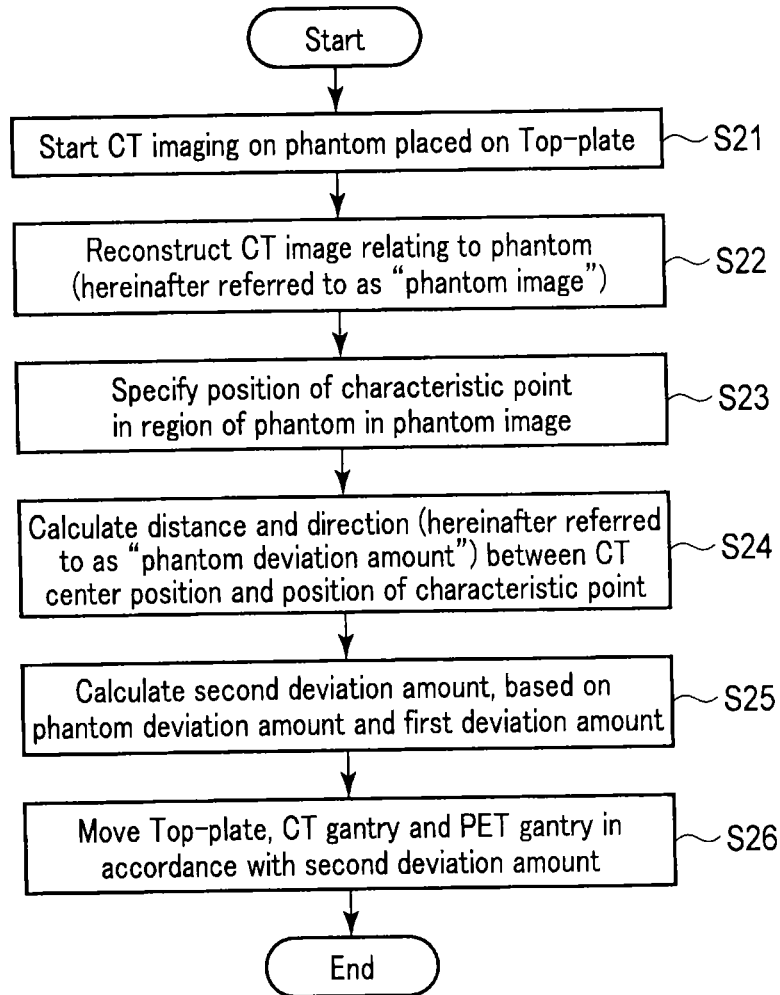 Start
Start CT imaging on phantom placed on Top-plate
S21
Reconstruct CT image relating to phantom
(hereinafter referred to as “phantom image”)
S22
Specify position of characteristic point
in region of phantom in phantom image
S23
Calculate distance and direction (hereinafter referred
to as “phantom deviation amount”) between CT
center position and position of characteristic point
S24
Calculate second deviation amount, based on
phantom deviation amount and first deviation amount
S25
Move Top-plate, CT gantry and PET gantry in
accordance with second deviation amount
S26
End